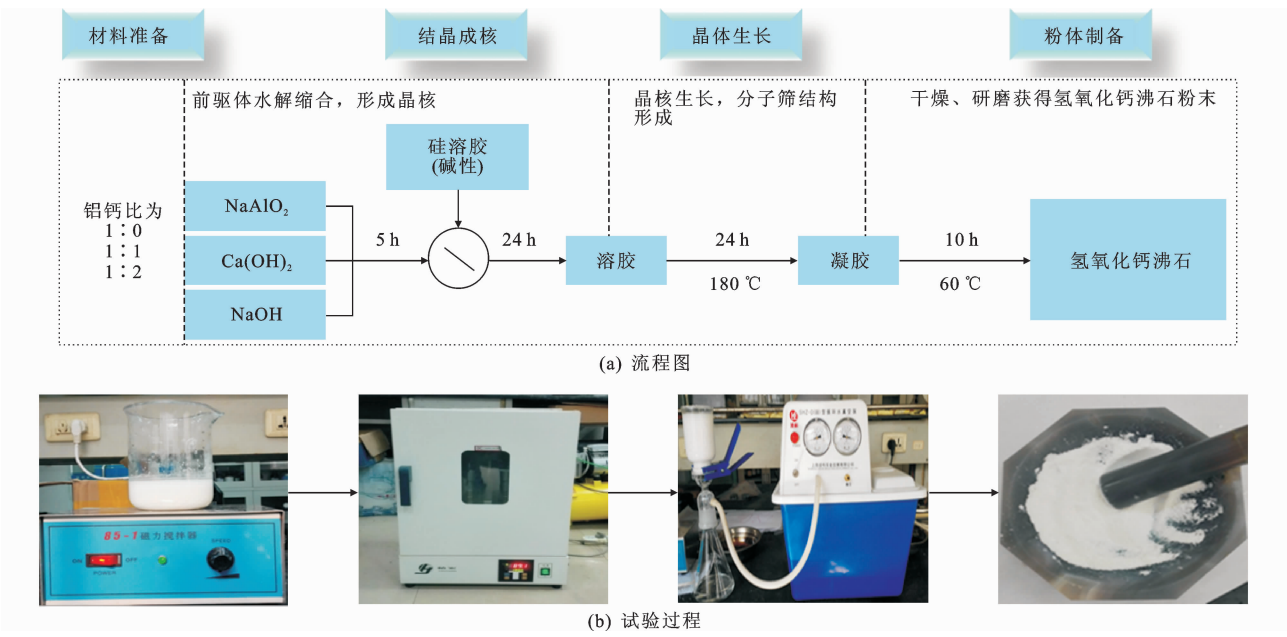 材料准备
结晶成核
晶体生长
粉体制备
前驱体水解缩合，形成晶核
晶核生长，分子筛结构
形成
干燥、研磨获得氢氧化钙沸石粉末
铝钙比为
1∶0
1∶1
1∶2
NaAlO₂
Ca(OH)₂
NaOH
5 h
硅溶胶
(碱性)
24 h
溶胶
24 h
180 ℃
凝胶
10 h
60 ℃
氢氧化钙沸石
(a) 流程图
85-1磁力搅拌器
ON
OFF
POWER
SPEED
(b) 试验过程